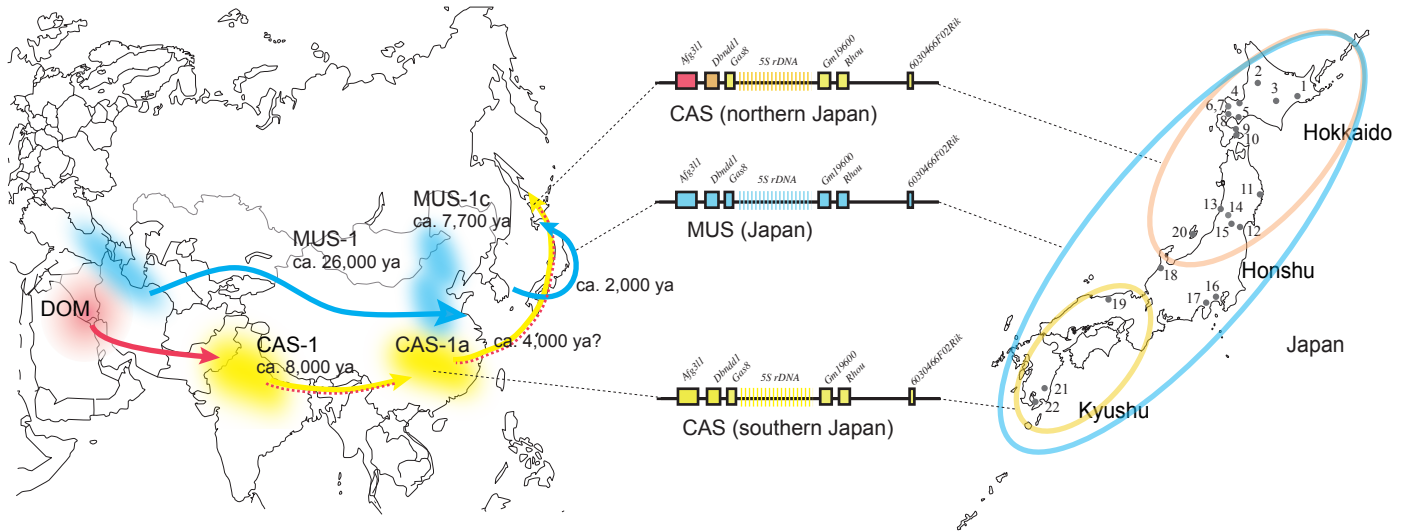 DOM
MUS-1
ca. 26,000 ya
MUS-1c
ca. 7,700 ya
CAS-1
ca. 8,000 ya
CAS-1a
ca. 4,000 ya?
ca. 2,000 ya
Afg3l1 Dbndd1 Gas8 5S rDNA Gm19600 Rhou 6030466F02Rik
CAS (northern Japan)
Afg3l1 Dbndd1 Gas8 5S rDNA Gm19600 Rhou 6030466F02Rik
MUS (Japan)
Afg3l1 Dbndd1 Gas8 5S rDNA Gm19600 Rhou 6030466F02Rik
CAS (southern Japan)
2
3
1
4
6,7
5
8
9
10
Hokkaido
11
13
14
15
12
20
18
Honshu
16
17
19
Japan
21
22
Kyushu